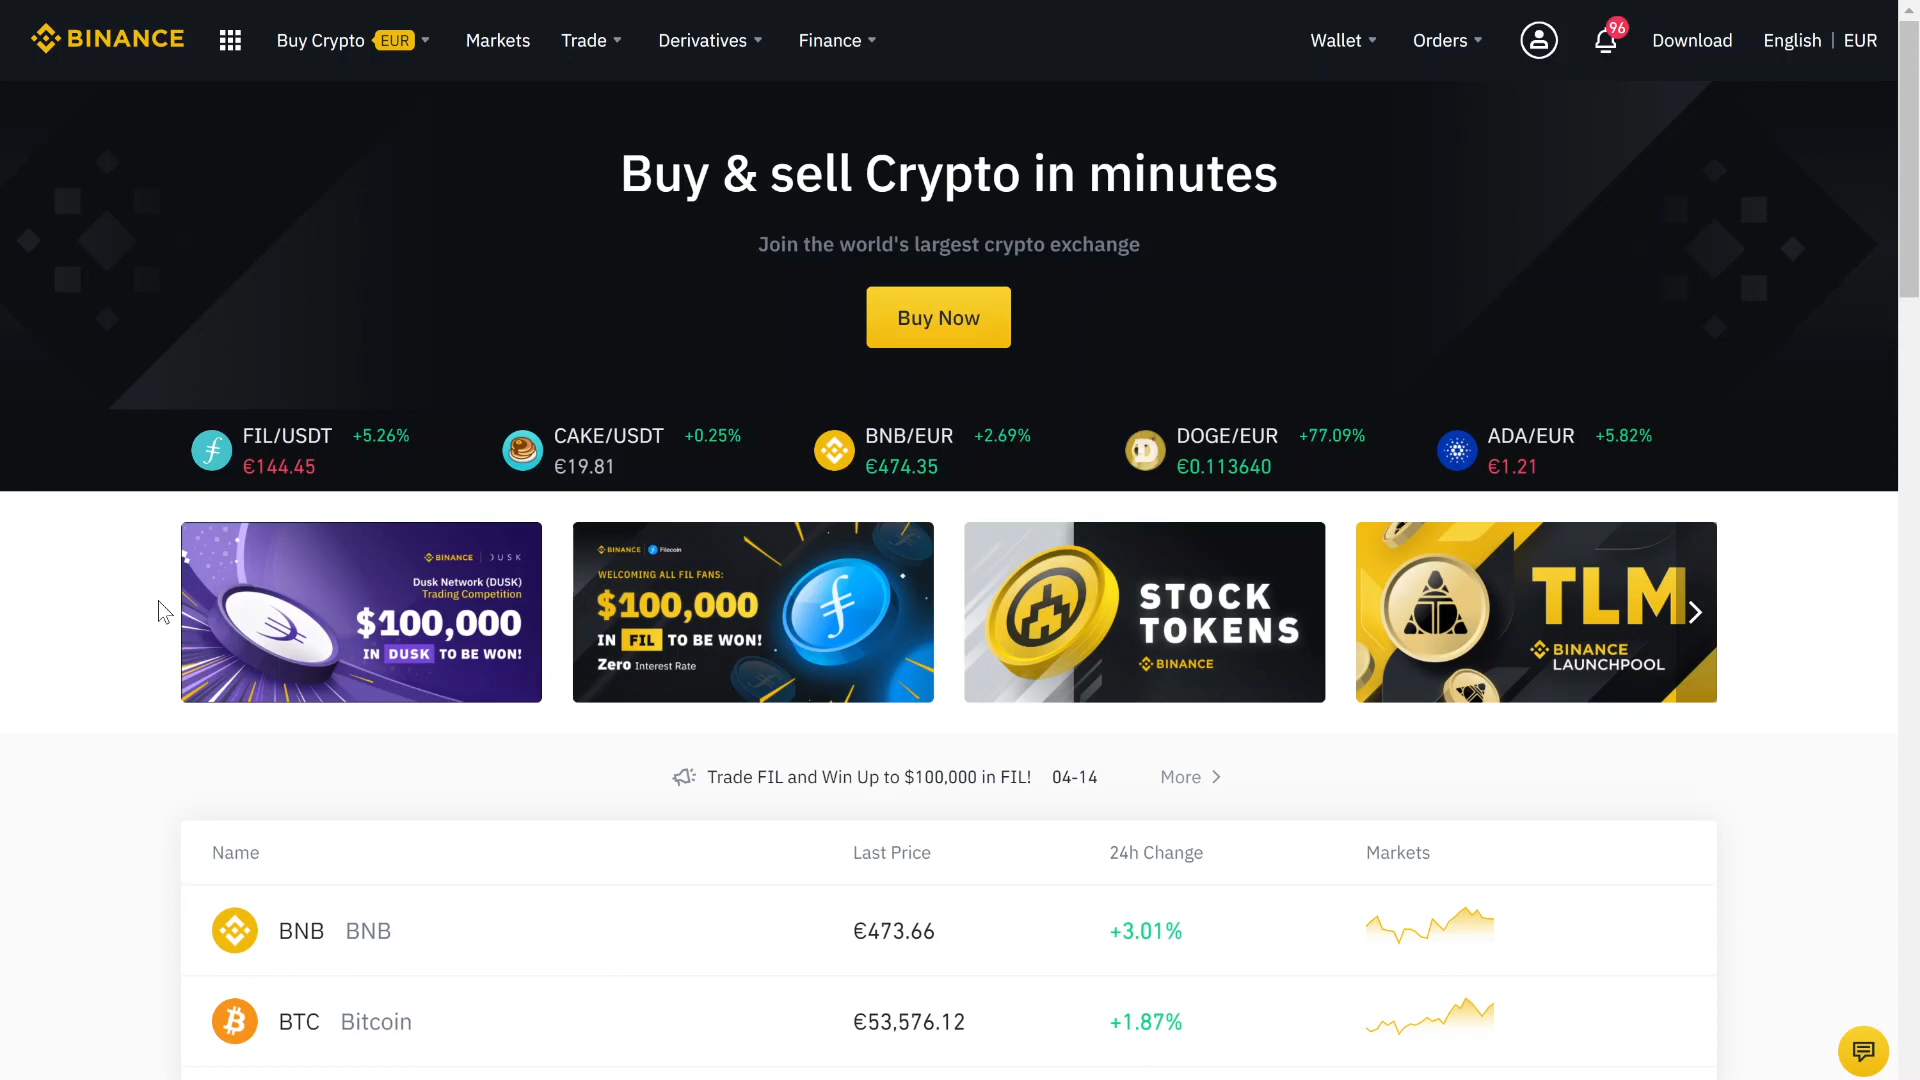 BINANCE
Buy Crypto EUR
Markets
Trade
Derivatives
Finance
Wallet
Orders
96
Download
English | EUR
Buy & sell Crypto in minutes
Join the world's largest crypto exchange
Buy Now
FIL/USDT +5.26%
€144.45
CAKE/USDT +0.25%
€19.81
BNB/EUR +2.69%
€474.35
DOGE/EUR +77.09%
€0.113640
ADA/EUR +5.82%
€1.21
BINANCE | DUSK
Dusk Network (DUSK)
Trading Competition
$100,000
IN DUSK TO BE WON!
BINANCE | Filecoin
WELCOMING ALL FIL FANS:
$100,000
IN FIL TO BE WON!
Zero Interest Rate
STOCK
TOKENS
BINANCE
TLM
BINANCE
LAUNCHPOOL
Trade FIL and Win Up to $100,000 in FIL! 04-14 More
Name Last Price 24h Change Markets
BNB BNB €473.66 +3.01%
BTC Bitcoin €53,576.12 +1.87%